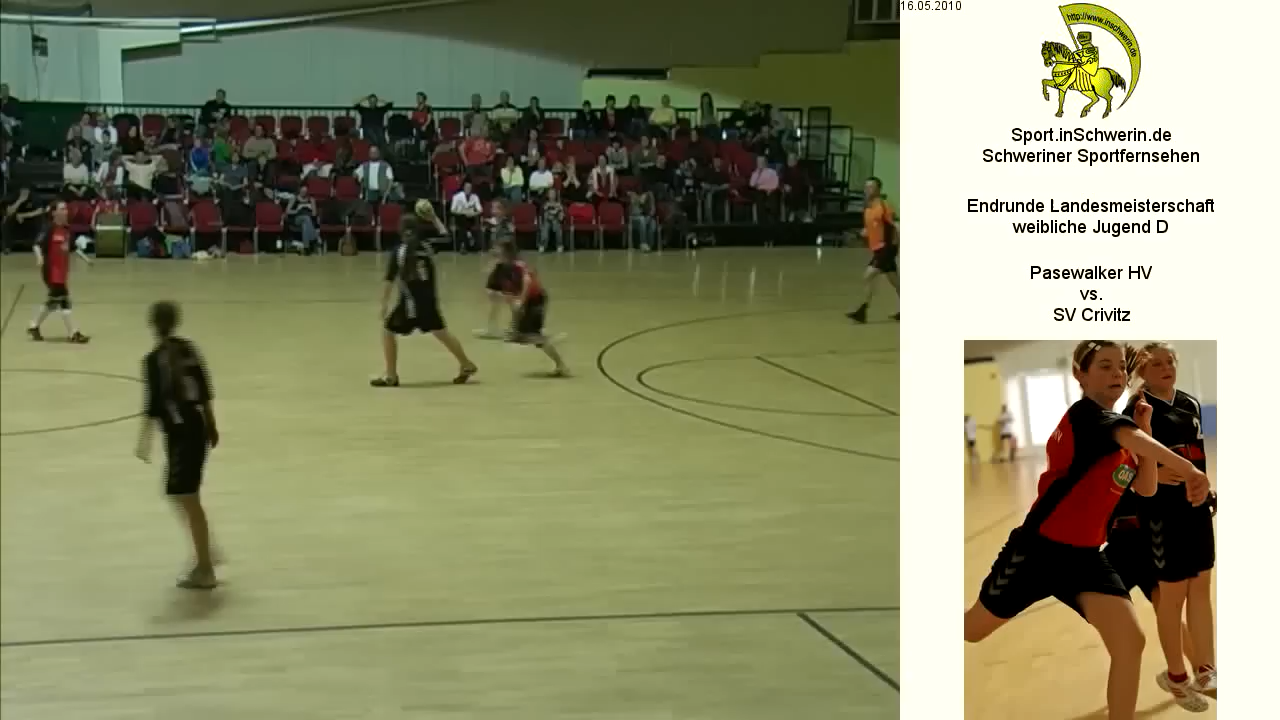 16.05.2010
http://www.inschwerin.de
Sport.inSchwerin.de
Schweriner Sportfernsehen
Endrunde Landesmeisterschaft
weibliche Jugend D
Pasewalker HV
vs.
SV Crivitz
2